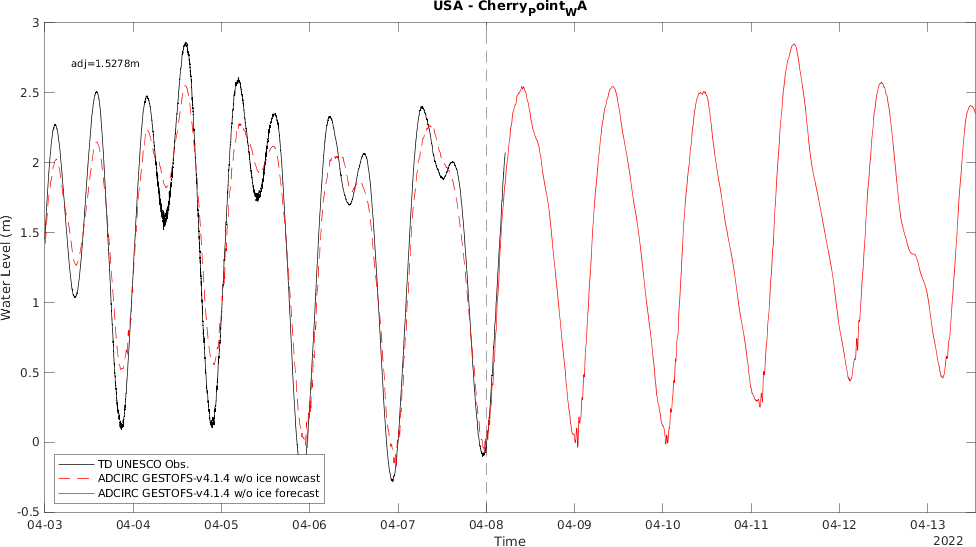 USA - Cherry_Point_WA
3
adj=1.5278m
2.5
2
1.5
Water Level (m)
1
0.5
0
-0.5
TD UNESCO Obs.
ADCIRC GESTOFS-v4.1.4 w/o ice nowcast
ADCIRC GESTOFS-v4.1.4 w/o ice forecast
04-03 04-04 04-05 04-06 04-07 04-08 04-09 04-10 04-11 04-12 04-13
Time
2022